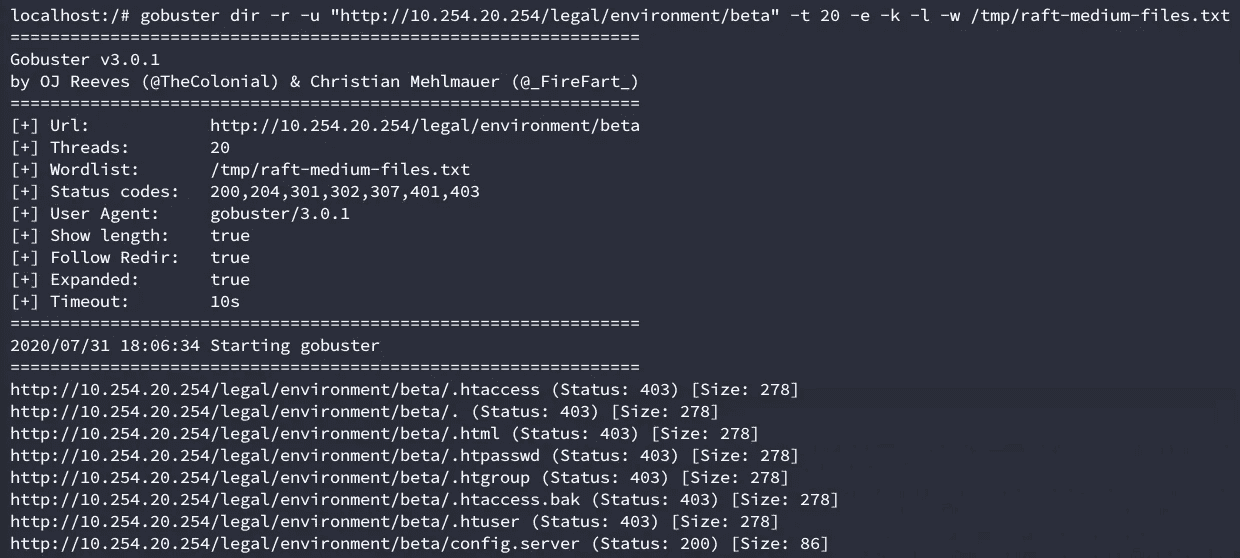 localhost:/# gobuster dir -r -u "http://10.254.20.254/legal/environment/beta" -t 20 -e -k -l -w /tmp/raft-medium-files.txt
===============================================================
Gobuster v3.0.1
by OJ Reeves (@TheColonial) & Christian Mehlmauer (@_FireFart_)
===============================================================
[+] Url:            http://10.254.20.254/legal/environment/beta
[+] Threads:        20
[+] Wordlist:       /tmp/raft-medium-files.txt
[+] Status codes:   200,204,301,302,307,401,403
[+] User Agent:     gobuster/3.0.1
[+] Show length:    true
[+] Follow Redir:   true
[+] Expanded:       true
[+] Timeout:        10s
===============================================================
2020/07/31 18:06:34 Starting gobuster
===============================================================
http://10.254.20.254/legal/environment/beta/.htaccess (Status: 403) [Size: 278]
http://10.254.20.254/legal/environment/beta/. (Status: 403) [Size: 278]
http://10.254.20.254/legal/environment/beta/.html (Status: 403) [Size: 278]
http://10.254.20.254/legal/environment/beta/.htpasswd (Status: 403) [Size: 278]
http://10.254.20.254/legal/environment/beta/.htgroup (Status: 403) [Size: 278]
http://10.254.20.254/legal/environment/beta/.htaccess.bak (Status: 403) [Size: 278]
http://10.254.20.254/legal/environment/beta/.htuser (Status: 403) [Size: 278]
http://10.254.20.254/legal/environment/beta/config.server (Status: 200) [Size: 86]